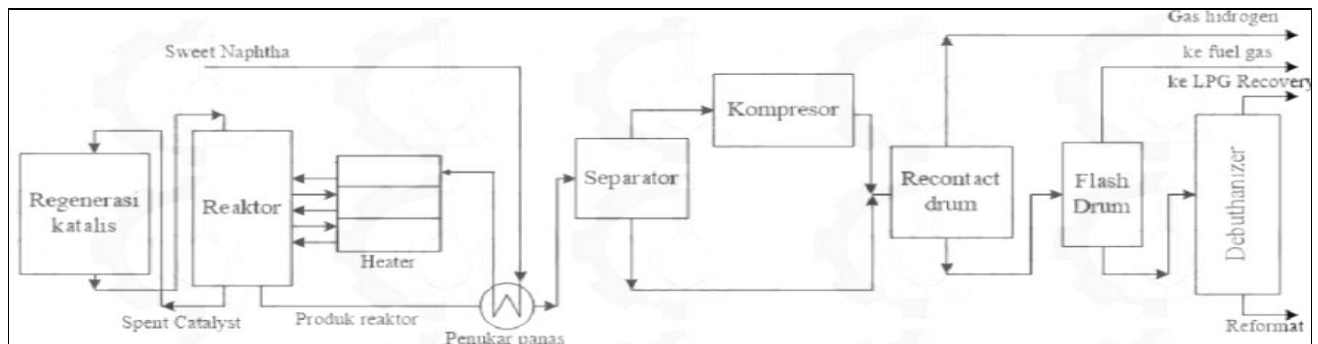 Gas hidrogen
Sweet Naphtha
ke fuel gas
ke LPG Recovery
Kompresor
Regenerasi
katalis
Reaktor
Heater
Separator
Recontact
drum
Flash
Drum
Debuthanizer
Spent Catalyst
Produk reaktor
Penukar panas
Reformat